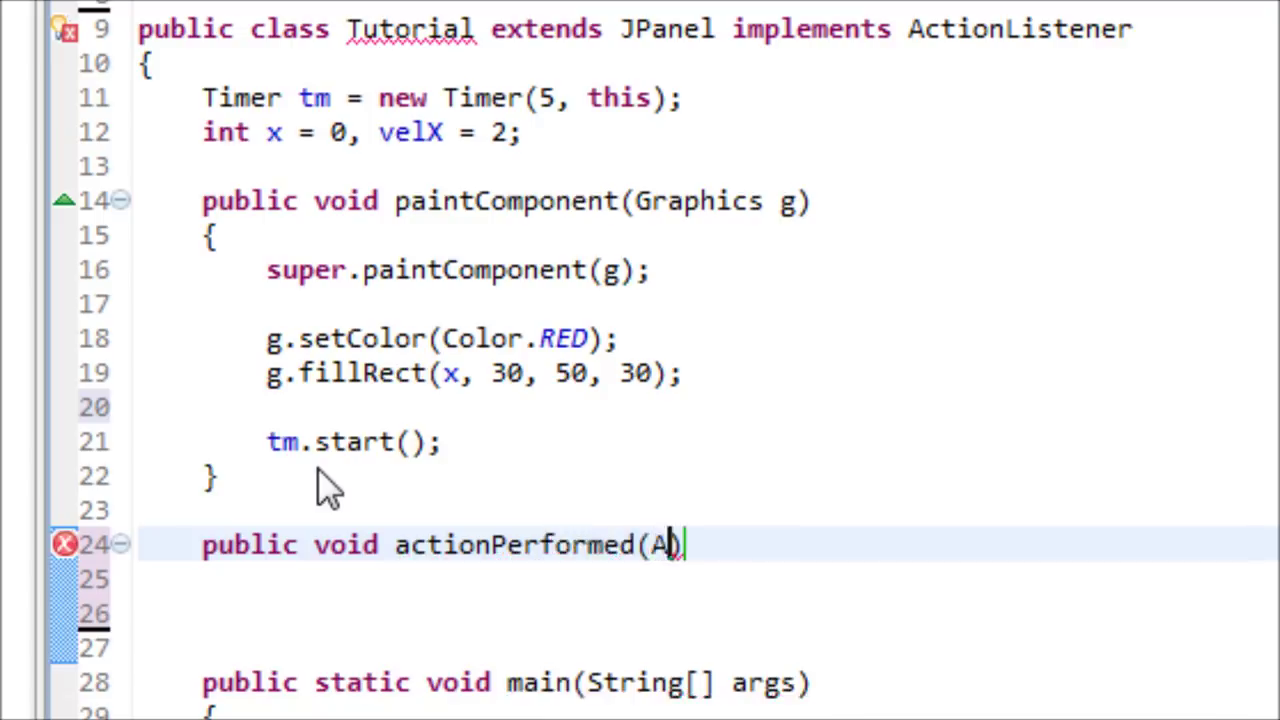 9 public class Tutorial extends JPanel implements ActionListener
10 {
11 Timer tm = new Timer(5, this);
12 int x = 0, velX = 2;
13
14 public void paintComponent(Graphics g)
15 {
16 super.paintComponent(g);
17
18 g.setColor(Color.RED);
19 g.fillRect(x, 30, 50, 30);
20
21 tm.start();
22 }
23
24 public void actionPerformed(A)
25
26
27
28 public static void main(String[] args)
29 {